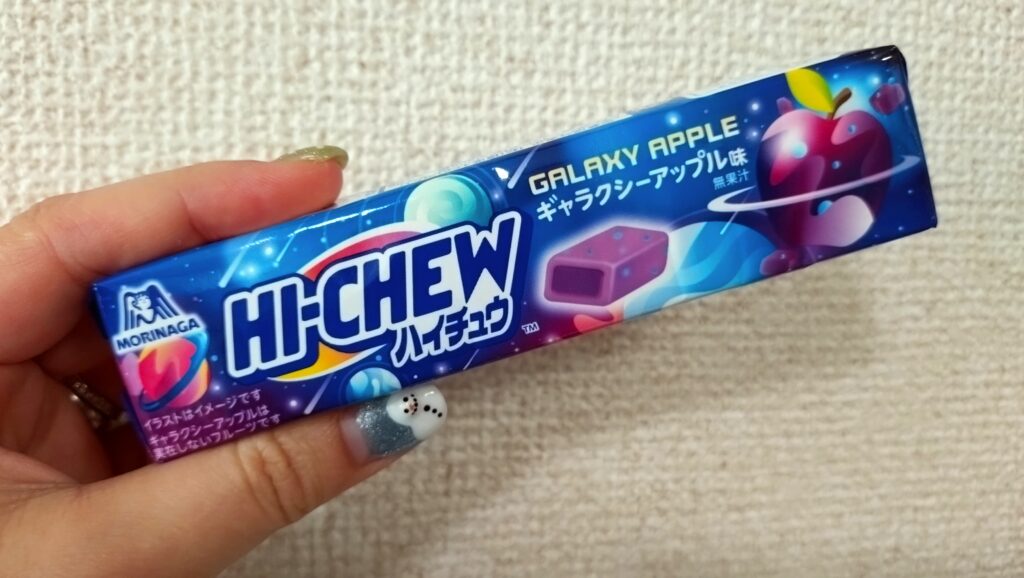 GALAXY APPLE
ギャラクシーアップル味
無果汁
HI-CHEW
ハイチュウ
TM
MORINAGA
イラストはイメージです
ギャラクシーアップルは
実在しないフルーツです